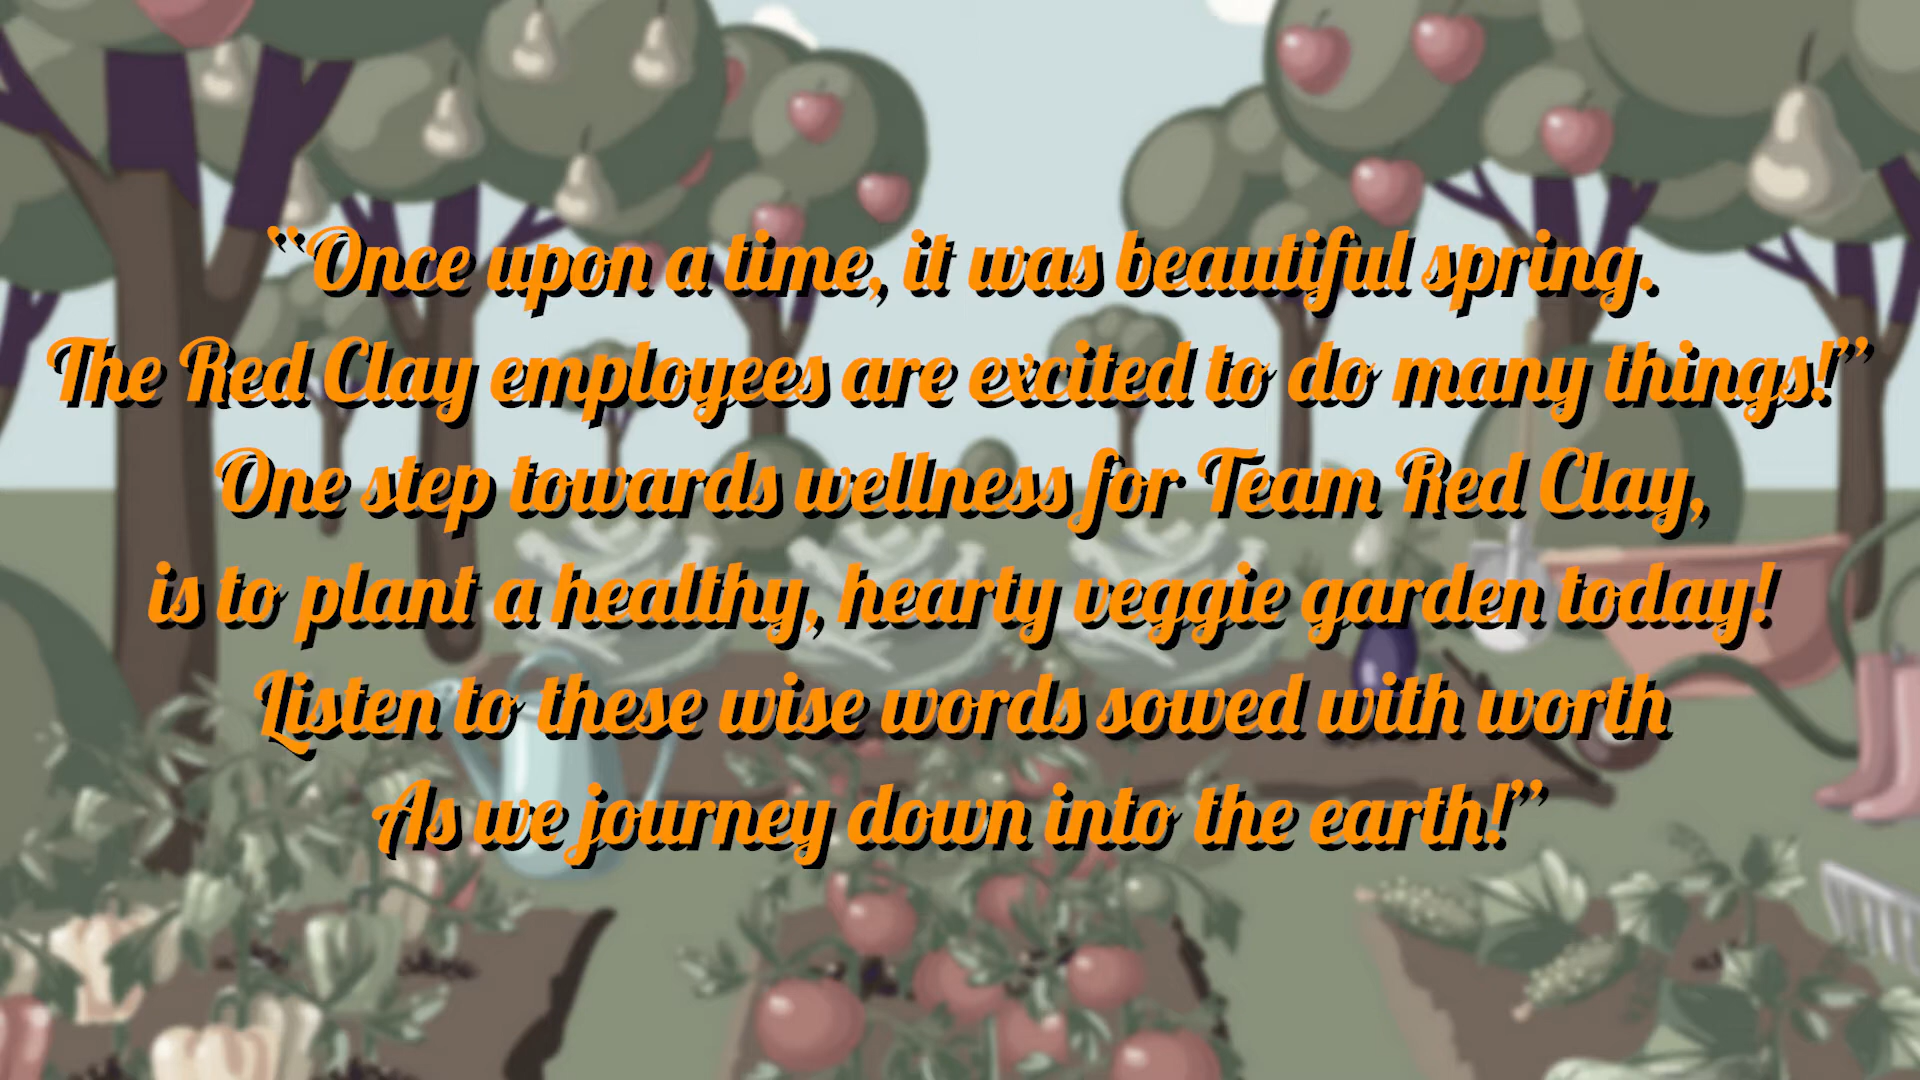 “Once upon a time, it was beautiful spring.
The Red Clay employees are excited to do many things!”
One step towards wellness for Team Red Clay,
is to plant a healthy, hearty veggie garden today!
Listen to these wise words sowed with worth
As we journey down into the earth!”